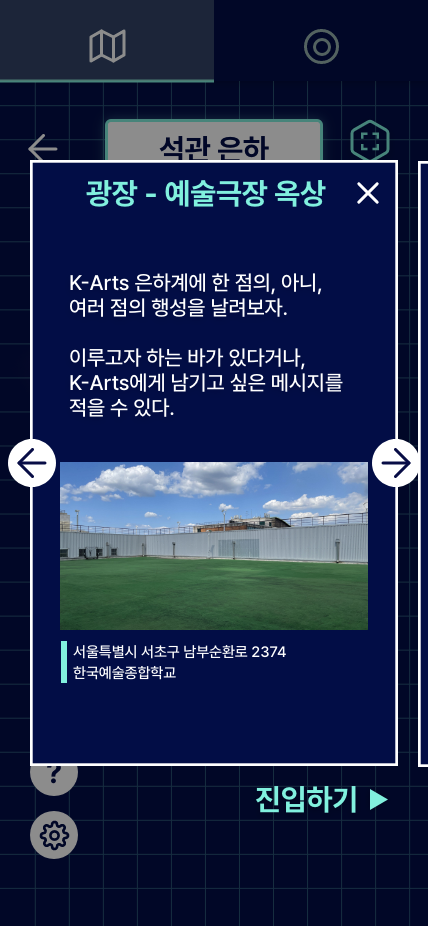 석관 은하
광장 - 예술극장 옥상
K-Arts 은하계에 한 점의, 아니,
여러 점의 행성을 날려보자.
이루고자 하는 바가 있다거나,
K-Arts에게 남기고 싶은 메시지를
적을 수 있다.
서울특별시 서초구 남부순환로 2374
한국예술종합학교
?
진입하기 ▶